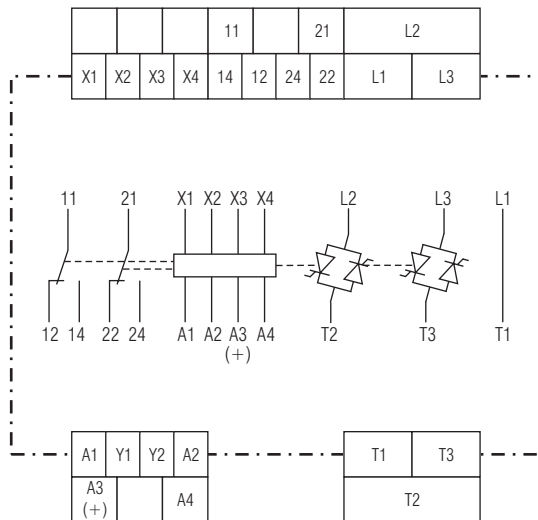 11 21 L2
X1 X2 X3 X4 14 12 24 22 L1 L3
11 21 X1 X2 X3 X4 L2 L3 L1
12 14 22 24 A1 A2 A3 A4 T2 T3 T1
(+)
A1 Y1 Y2 A2 T1 T3
A3 A4 T2
(+)